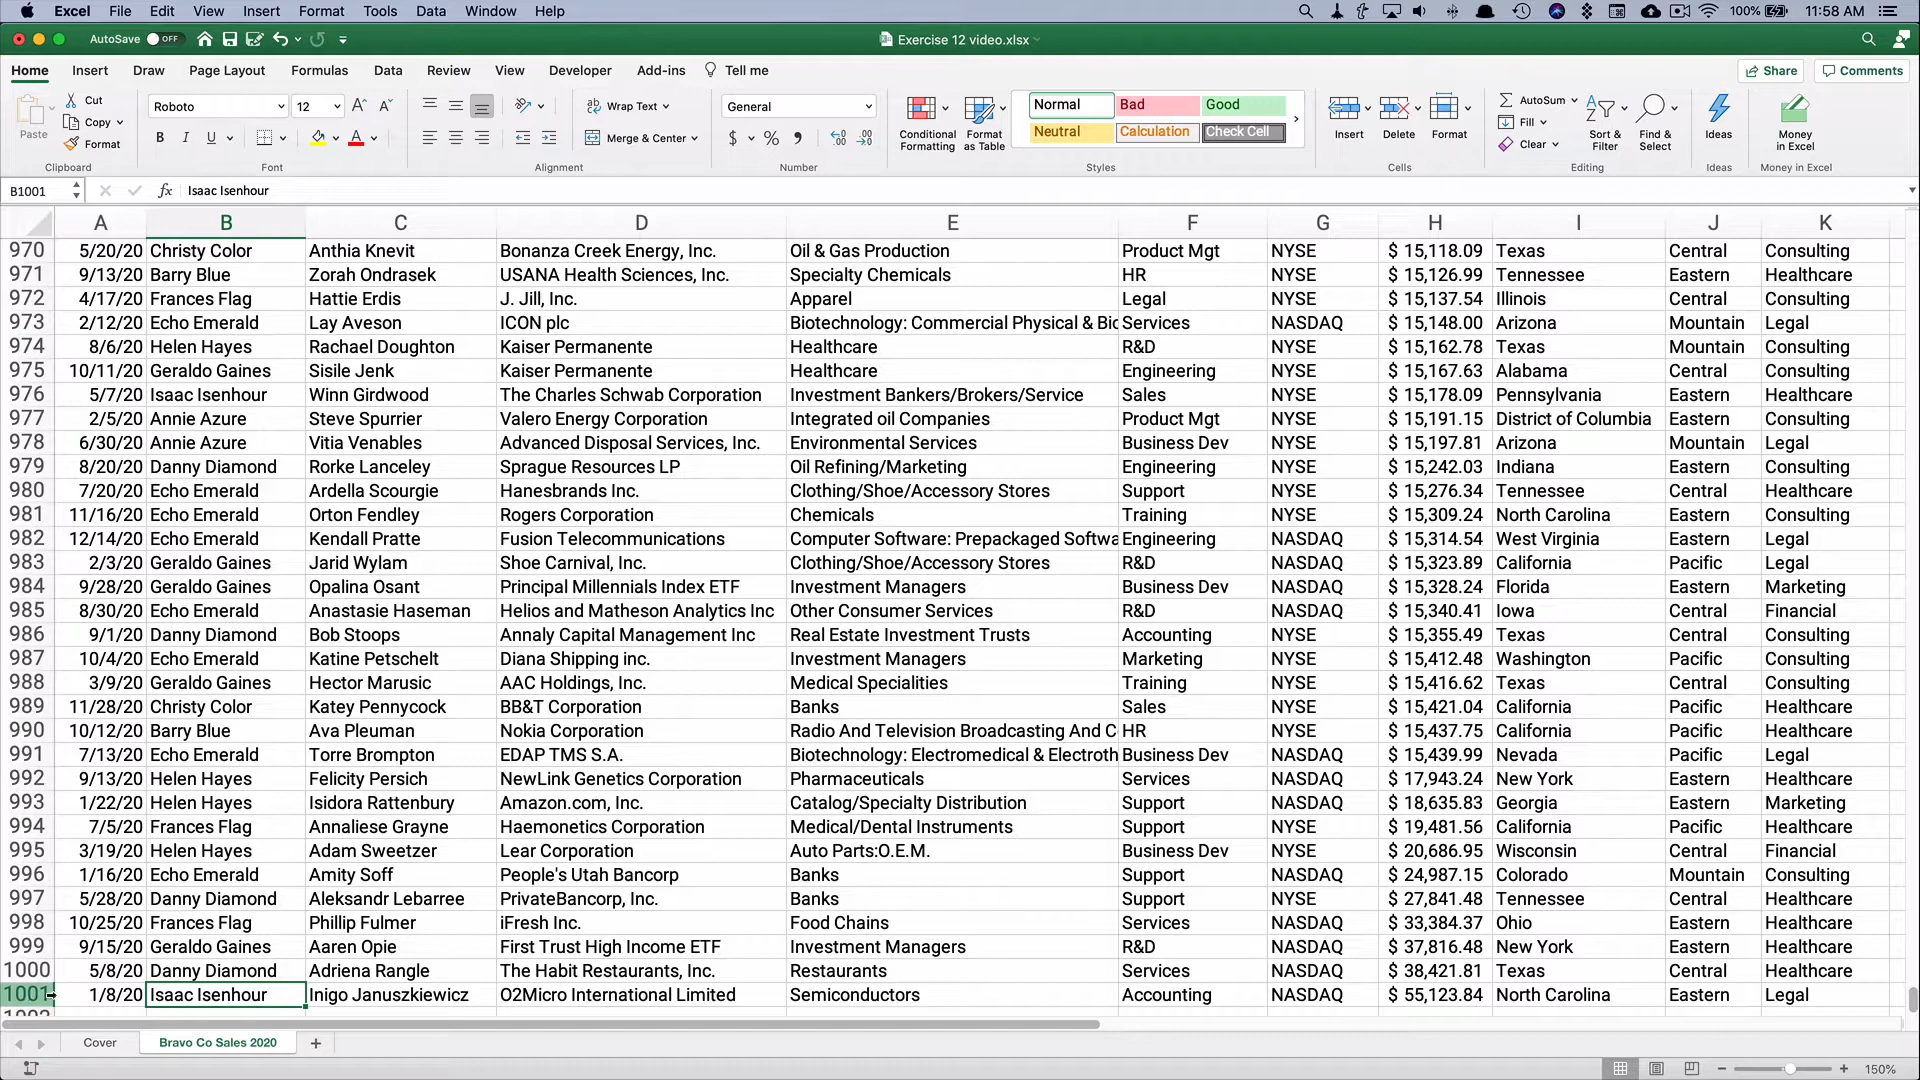 Excel File Edit View Insert Format Tools Data Window Help 100% 11:58 AM
AutoSave OFF Exercise 12 video.xlsx
Home Insert Draw Page Layout Formulas Data Review View Developer Add-ins Tell me Share Comments
Paste Cut Copy Format
Roboto 12 B I U
Wrap Text Merge & Center
General $ % ,
Conditional Formatting Format as Table
Normal Bad Good
Neutral Calculation Check Cell
Insert Delete Format
AutoSum Fill Clear Sort & Filter Find & Select
Ideas Money in Excel
Clipboard Font Alignment Number Styles Cells Editing Ideas Money in Excel
B1001 fx Isaac Isenhour
A B C D E F G H I J K
970 5/20/20 Christy Color Anthia Knevit Bonanza Creek Energy, Inc. Oil & Gas Production Product Mgt NYSE $ 15,118.09 Texas Central Consulting
971 9/13/20 Barry Blue Zorah Ondrasek USANA Health Sciences, Inc. Specialty Chemicals HR NYSE $ 15,126.99 Tennessee Eastern Healthcare
972 4/17/20 Frances Flag Hattie Erdis J. Jill, Inc. Apparel Legal NYSE $ 15,137.54 Illinois Central Consulting
973 2/12/20 Echo Emerald Lay Aveson ICON plc Biotechnology: Commercial Physical & Bio Services NASDAQ $ 15,148.00 Arizona Mountain Legal
974 8/6/20 Helen Hayes Rachael Doughton Kaiser Permanente Healthcare R&D NYSE $ 15,162.78 Texas Mountain Consulting
975 10/11/20 Geraldo Gaines Sisile Jenk Kaiser Permanente Healthcare Engineering NYSE $ 15,167.63 Alabama Central Consulting
976 5/7/20 Isaac Isenhour Winn Girdwood The Charles Schwab Corporation Investment Bankers/Brokers/Service Sales NYSE $ 15,178.09 Pennsylvania Eastern Healthcare
977 2/5/20 Annie Azure Steve Spurrier Valero Energy Corporation Integrated oil Companies Product Mgt NYSE $ 15,191.15 District of Columbia Eastern Consulting
978 6/30/20 Annie Azure Vitia Venables Advanced Disposal Services, Inc. Environmental Services Business Dev NYSE $ 15,197.81 Arizona Mountain Legal
979 8/20/20 Danny Diamond Rorke Lanceley Sprague Resources LP Oil Refining/Marketing Engineering NYSE $ 15,242.03 Indiana Eastern Consulting
980 7/20/20 Echo Emerald Ardella Scourgie Hanesbrands Inc. Clothing/Shoe/Accessory Stores Support NYSE $ 15,276.34 Tennessee Central Healthcare
981 11/16/20 Echo Emerald Orton Fendley Rogers Corporation Chemicals Training NYSE $ 15,309.24 North Carolina Eastern Consulting
982 12/14/20 Echo Emerald Kendall Pratte Fusion Telecommunications Computer Software: Prepackaged Softwa Engineering NASDAQ $ 15,314.54 West Virginia Eastern Legal
983 2/3/20 Geraldo Gaines Jarid Wylam Shoe Carnival, Inc. Clothing/Shoe/Accessory Stores R&D NASDAQ $ 15,323.89 California Pacific Legal
984 9/28/20 Geraldo Gaines Opalina Osant Principal Millennials Index ETF Investment Managers Business Dev NASDAQ $ 15,328.24 Florida Eastern Marketing
985 8/30/20 Echo Emerald Anastasie Haseman Helios and Matheson Analytics Inc Other Consumer Services R&D NASDAQ $ 15,340.41 Iowa Central Financial
986 9/1/20 Danny Diamond Bob Stoops Annaly Capital Management Inc Real Estate Investment Trusts Accounting NYSE $ 15,355.49 Texas Central Consulting
987 10/4/20 Echo Emerald Katine Petschelt Diana Shipping inc. Investment Managers Marketing NYSE $ 15,412.48 Washington Pacific Consulting
988 3/9/20 Geraldo Gaines Hector Marusic AAC Holdings, Inc. Medical Specialities Training NYSE $ 15,416.62 Texas Central Consulting
989 11/28/20 Christy Color Katey Pennycock BB&T Corporation Banks Sales NYSE $ 15,421.04 California Pacific Healthcare
990 10/12/20 Barry Blue Ava Pleuman Nokia Corporation Radio And Television Broadcasting And C HR NYSE $ 15,437.75 California Pacific Healthcare
991 7/13/20 Echo Emerald Torre Brompton EDAP TMS S.A. Biotechnology: Electromedical & Electroth Business Dev NASDAQ $ 15,439.99 Nevada Pacific Legal
992 9/13/20 Helen Hayes Felicity Persich NewLink Genetics Corporation Pharmaceuticals Services NASDAQ $ 17,943.24 New York Eastern Healthcare
993 1/22/20 Helen Hayes Isidora Rattenbury Amazon.com, Inc. Catalog/Specialty Distribution Support NASDAQ $ 18,635.83 Georgia Eastern Marketing
994 7/5/20 Frances Flag Annaliese Grayne Haemonetics Corporation Medical/Dental Instruments Support NYSE $ 19,481.56 California Pacific Healthcare
995 3/19/20 Helen Hayes Adam Sweetzer Lear Corporation Auto Parts:O.E.M. Business Dev NYSE $ 20,686.95 Wisconsin Central Financial
996 1/16/20 Echo Emerald Amity Soff People's Utah Bancorp Banks Support NASDAQ $ 24,987.15 Colorado Mountain Consulting
997 5/28/20 Danny Diamond Aleksandr Lebarree PrivateBancorp, Inc. Banks Support NASDAQ $ 27,841.48 Tennessee Central Healthcare
998 10/25/20 Frances Flag Phillip Fulmer iFresh Inc. Food Chains Services NASDAQ $ 33,384.37 Ohio Eastern Healthcare
999 9/15/20 Geraldo Gaines Aaren Opie First Trust High Income ETF Investment Managers R&D NASDAQ $ 37,816.48 New York Eastern Healthcare
1000 5/8/20 Danny Diamond Adriena Rangle The Habit Restaurants, Inc. Restaurants Services NASDAQ $ 38,421.81 Texas Central Healthcare
1001 1/8/20 Isaac Isenhour Inigo Januszkiewicz O2Micro International Limited Semiconductors Accounting NASDAQ $ 55,123.84 North Carolina Eastern Legal
Cover Bravo Co Sales 2020 +
150%